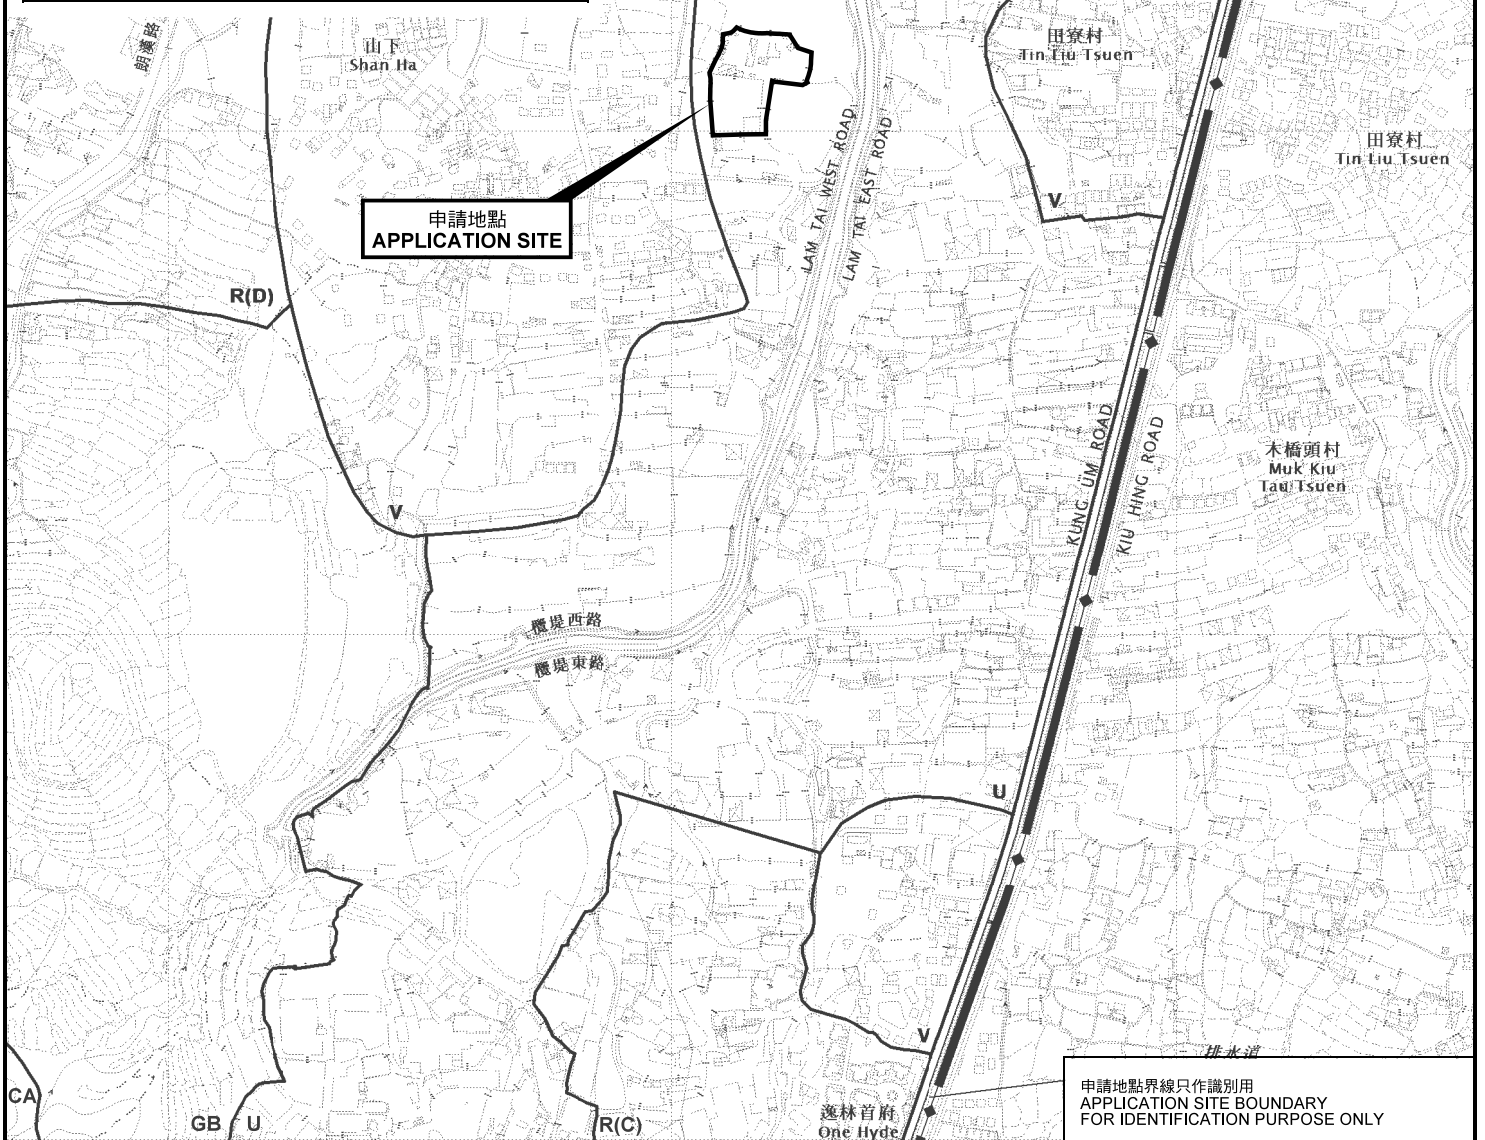 朗漢路
山下
Shan Ha
田寮村
Tin Liu Tsuen
田寮村
Tin Liu Tsuen
LAM TAI WEST ROAD
LAM TAI EAST ROAD
V
申請地點
APPLICATION SITE
R(D)
KUNG UM ROAD
KIU HING ROAD
木橋頭村
Muk Kiu
Tau Tsuen
V
欖堤西路
欖堤東路
U
V
排水道
CA
GB
U
R(C)
逸林首府
One Hyde
申請地點界線只作識別用
APPLICATION SITE BOUNDARY
FOR IDENTIFICATION PURPOSE ONLY